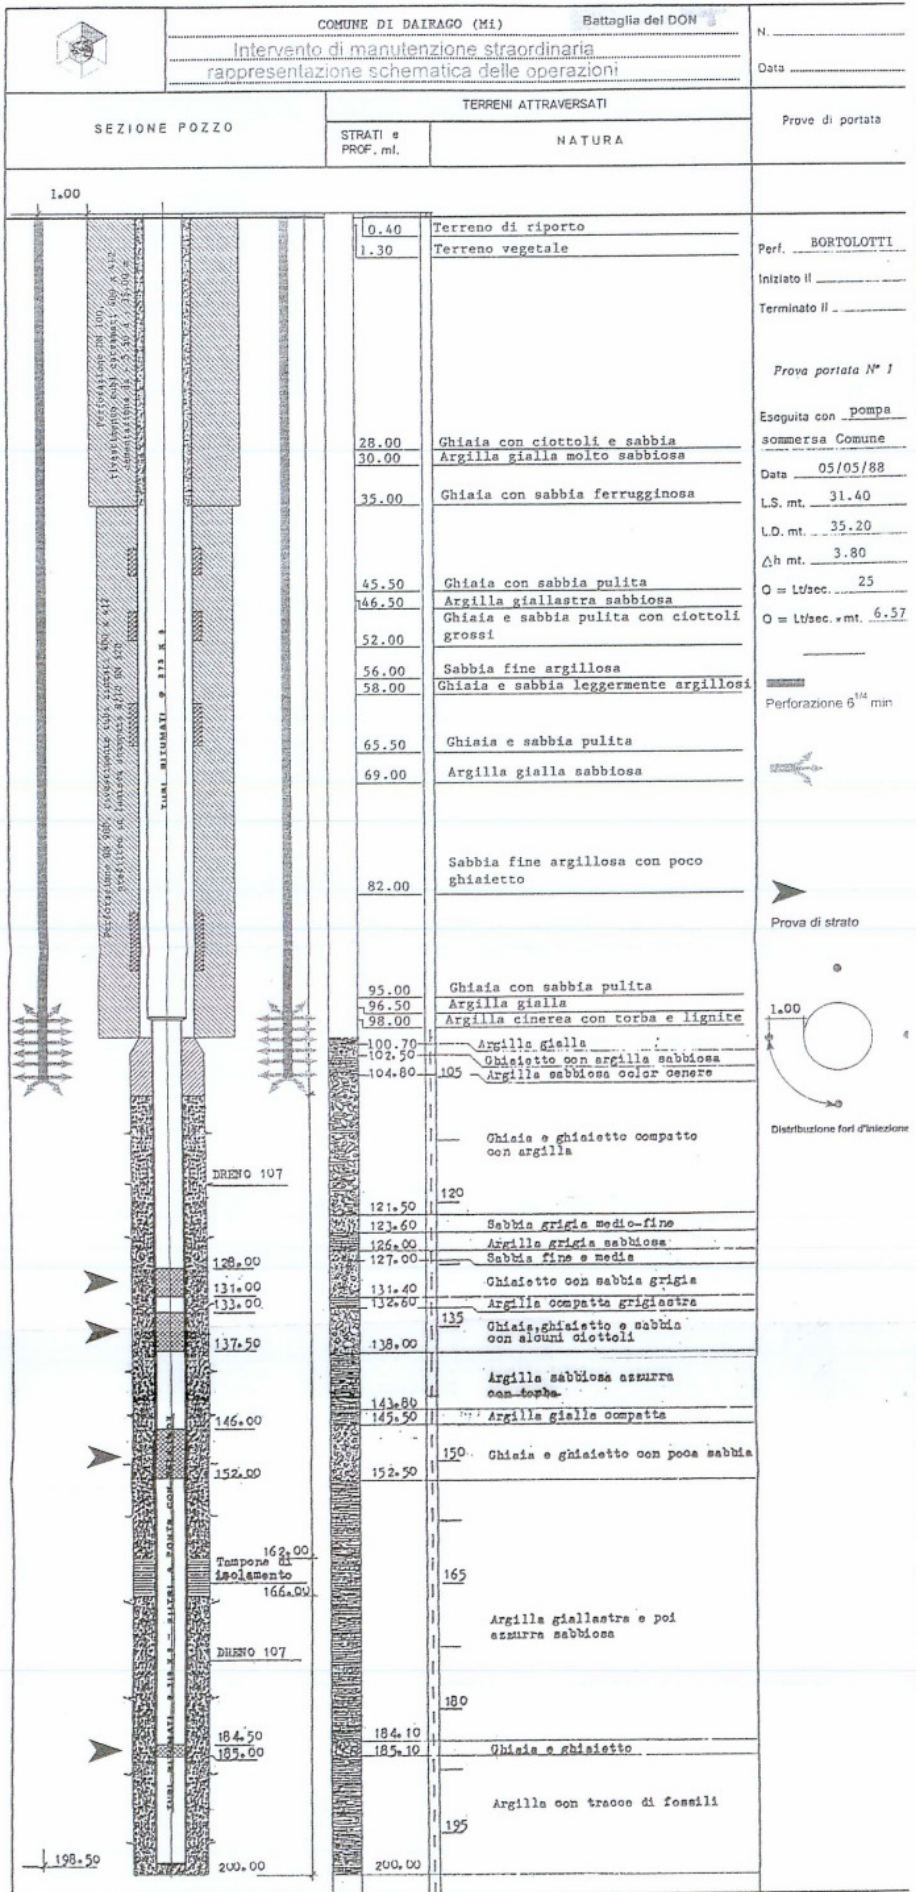 COMUNE DI DAIRAGO (Mi) Battaglia del DON
Intervento di manutenzione straordinaria
rappresentazione schematica delle operazioni
N.
Data
SEZIONE POZZO
TERRENI ATTRAVERSATI
STRATI e
PROF. ml.
NATURA
Prove di portata
1.00
0.40 Terreno di riporto
1.30 Terreno vegetale
28.00 Ghiaia con ciottoli e sabbia
30.00 Argilla gialla molto sabbiosa
35.00 Ghiaia con sabbia ferrugginosa
45.50 Ghiaia con sabbia pulita
46.50 Argilla giallastra sabbiosa
Ghiaia e sabbia pulita con ciottoli
52.00 grossi
56.00 Sabbia fine argillosa
58.00 Ghiaia e sabbia leggermente argillosi
65.50 Ghiaia e sabbia pulita
69.00 Argilla gialla sabbiosa
Sabbia fine argillosa con poco
82.00 ghiaietto
95.00 Ghiaia con sabbia pulita
96.50 Argilla gialla
98.00 Argilla cinerea con torba e lignite
100.70 Argilla gialla
102.50 Ghiaietto con argilla sabbiosa
104.80 105 Argilla sabbiosa color cenere
Ghiaia e ghiaietto compatto
con argilla
120
121.50
123.60 Sabbia grigia medio-fine
126.00 Argilla grigia sabbiosa
127.00 Sabbia fine e media
Ghiaietto con sabbia grigia
131.40
132.60 Argilla compatta grigiastra
135 Ghiaia,ghiaietto e sabbia
con alcuni ciottoli
138.00
Argilla sabbiosa azzurra
con torba
143.80
145.50 Argilla gialla compatta
150 Ghiaia e ghiaietto con poca sabbia
152.50
165
Argilla giallastra e poi
azzurra sabbiosa
180
184.10
185.10 Ghiaia e ghiaietto
Argilla con tracce di fossili
195
200.00
TUBI BITUMATI Ø 273 X 8
DRENO 107
128.00
131.00
133.00
137.50
146.00
152.00
162.00
Tampone di
isolamento
166.00
DRENO 107
184.50
185.00
198.50
200.00
Perf. BORTOLOTTI
Iniziato il
Terminato il
Prova portata N° 1
Eseguita con pompa
sommersa Comune
Data 05/05/88
L.S. mt. 31.40
L.D. mt. 35.20
Δh mt. 3.80
Q = Lt/sec. 25
Q = Lt/sec. × mt. 6.57
Perforazione 6 1/4 min
Prova di strato
1.00
Distribuzione fori d'iniezione